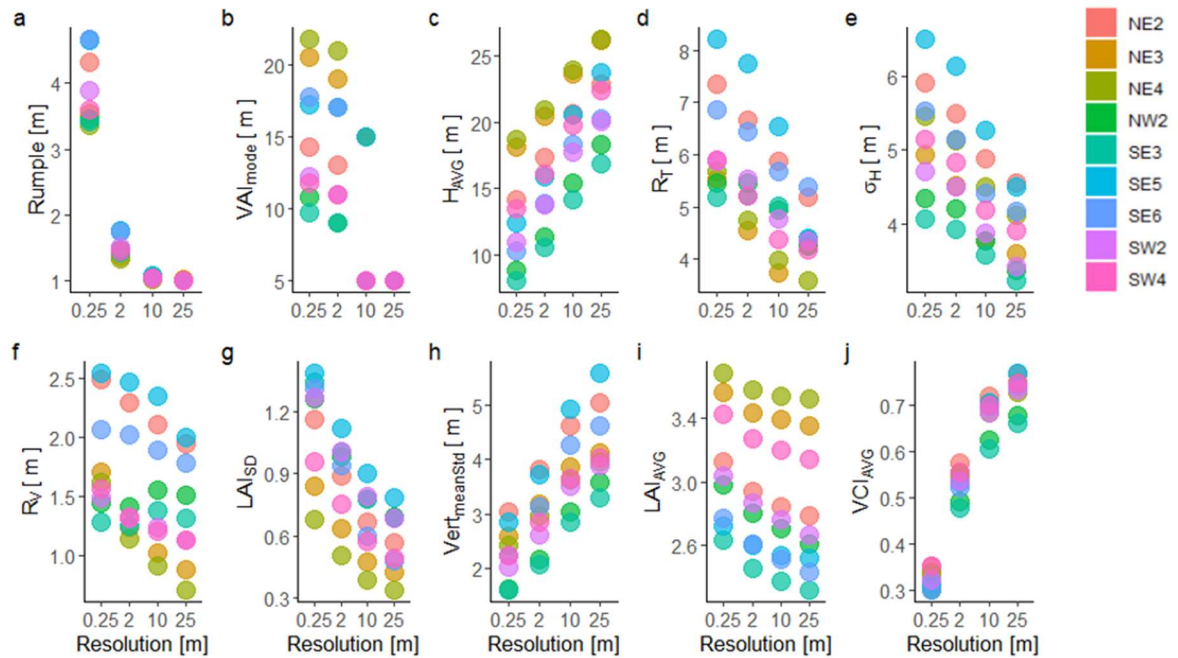 a
Rumple [m]
4
3
2
1
0.25 2 10 25
b
VAImode [ m ]
20
15
10
5
0.25 2 10 25
c
HAVG [ m ]
25
20
15
10
0.25 2 10 25
d
RT [ m ]
8
7
6
5
4
0.25 2 10 25
e
σH [ m ]
6
4
0.25 2 10 25
NE2
NE3
NE4
NW2
SE3
SE5
SE6
SW2
SW4
f
RV [ m ]
2.5
2.0
1.5
1.0
0.25 2 10 25
Resolution [m]
g
LAISD
1.2
0.9
0.6
0.3
0.25 2 10 25
Resolution [m]
h
VertmeanStd [ m ]
5
4
3
2
0.25 2 10 25
Resolution [m]
i
LAIAVG
3.4
3.0
2.6
0.25 2 10 25
Resolution [m]
j
VCIAVG
0.7
0.6
0.5
0.4
0.3
0.25 2 10 25
Resolution [m]